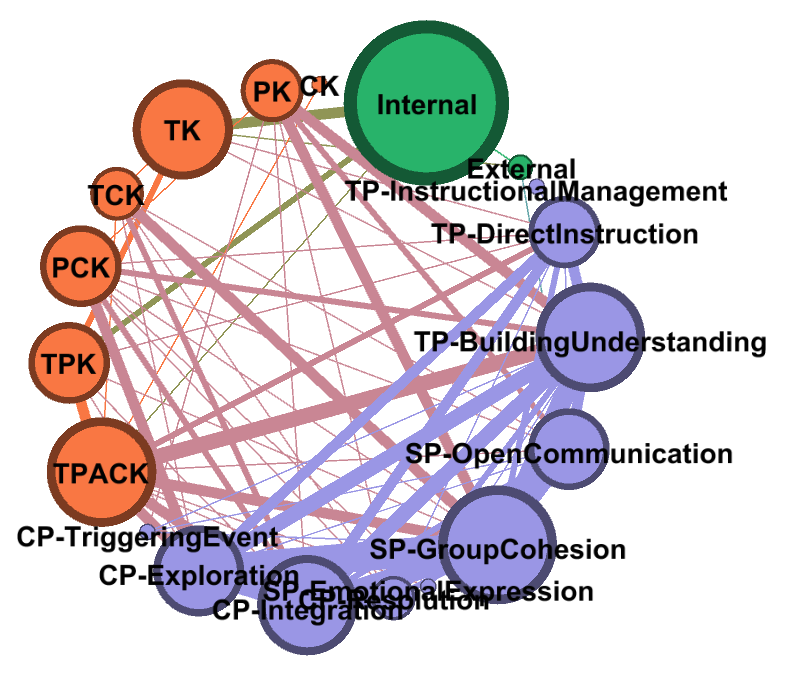 Internal
PK
CK
TK
External
TP-InstructionalManagement
TCK
TP-DirectInstruction
PCK
TP-BuildingUnderstanding
TPK
SP-OpenCommunication
TPACK
CP-TriggeringEvent
SP-GroupCohesion
CP-Exploration
SP-EmotionalExpression
CP-Resolution
CP-Integration